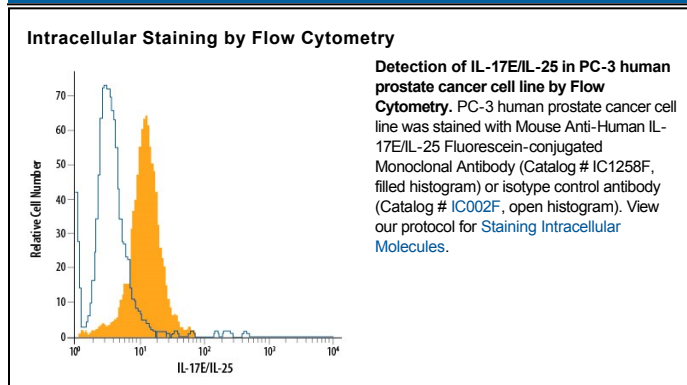 Intracellular Staining by Flow Cytometry
Relative Cell Number
70
60
50
40
30
20
10
0
10⁰
10¹
10²
10³
10⁴
IL-17E/IL-25
Detection of IL-17E/IL-25 in PC-3 human
prostate cancer cell line by Flow
Cytometry. PC-3 human prostate cancer cell
line was stained with Mouse Anti-Human IL-
17E/IL-25 Fluorescein-conjugated
Monoclonal Antibody (Catalog # IC1258F,
filled histogram) or isotype control antibody
(Catalog # IC002F, open histogram). View
our protocol for Staining Intracellular
Molecules.